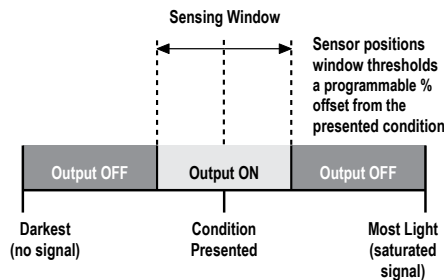 Sensing Window
Sensor positions
window thresholds
a programmable %
offset from the
presented condition
Output OFF
Output ON
Output OFF
Darkest
(no signal)
Condition
Presented
Most Light
(saturated
signal)